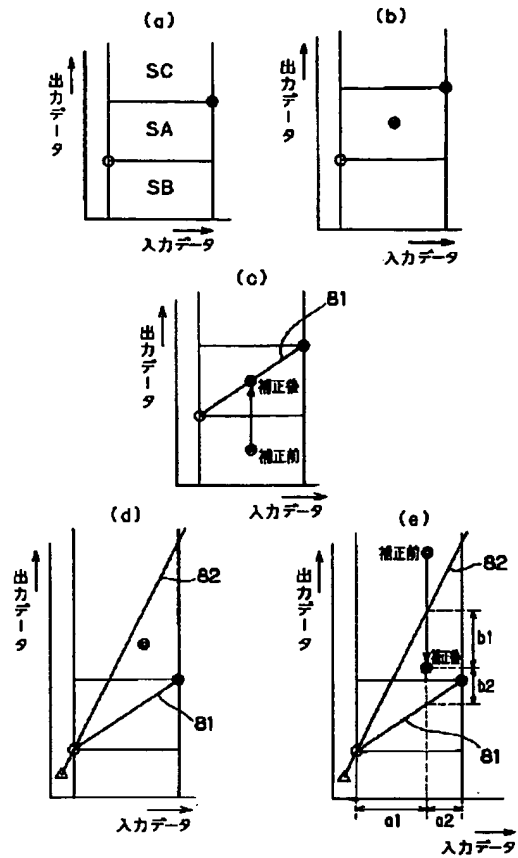 (a)
出力データ
SC
SA
SB
入力データ
(b)
出力データ
入力データ
(c)
出力データ
81
補正後
補正前
入力データ
(d)
出力データ
82
81
入力データ
(e)
出力データ
補正前
82
b1
補正後
b2
81
a1
a2
入力データ